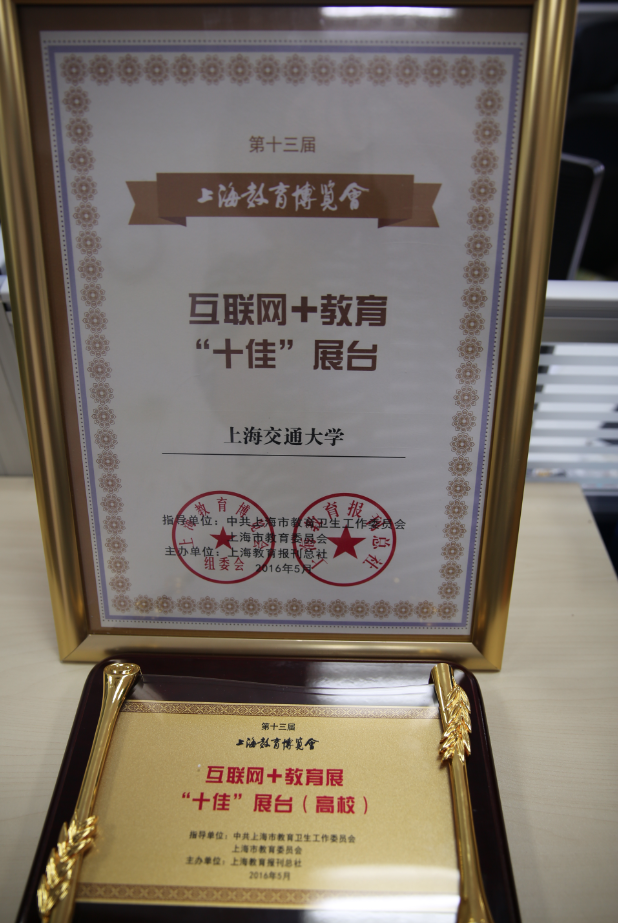 第十三届
上海教育博览會
互联网+教育
“十佳”展台
上海交通大学
指导单位：中共上海市教育卫生工作委员会
上海市教育委员会
主办单位：上海教育报刊总社
2016年5月
上海教育博览会
组委会
上海教育报刊总社
第十三届
上海教育博览會
互联网+教育展
“十佳”展台（高校）
指导单位：中共上海市教育卫生工作委员会
上海市教育委员会
主办单位：上海教育报刊总社
2016年5月